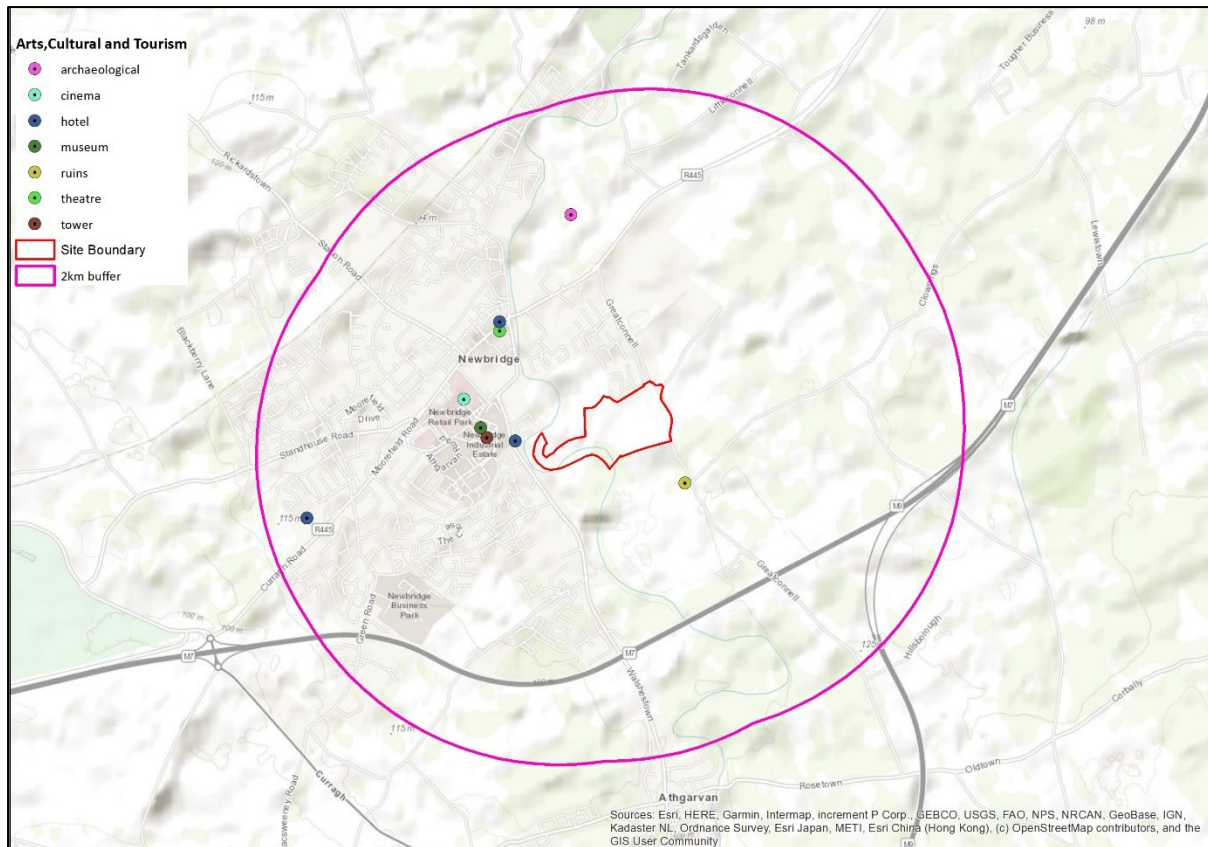 Arts,Cultural and Tourism
archaeological
cinema
hotel
museum
ruins
theatre
tower
Site Boundary
2km buffer
98 m
Tougher Business
Tankardsgarden
Littleconnell
115 m
Rickardstown
100 m
R445
94 m
Station Road
Lewistown
Clownings
Greatconnell
Blackberry Lane
Newbridge
M7
Moorefield
Drive
Newbridge
Retail Park
Standhouse Road
Moorefield Road
Newbridge
Industrial
Estate
Athgarvan
Road
115 m
R445
M9
Curragh Road
Greatconnell
Newbridge
Business
Park
Green Road
100 m
100 m
M7
M7
125 m
Hillsborough
100 m
Walshestown
Corbally
115 m
Curragh
Oldtown
Rosetown
Athgarvan
Macsweeney Road
M9
Sources: Esri, HERE, Garmin, Intermap, increment P Corp., GEBCO, USGS, FAO, NPS, NRCAN, GeoBase, IGN,
Kadaster NL, Ordnance Survey, Esri Japan, METI, Esri China (Hong Kong), (c) OpenStreetMap contributors, and the
GIS User Community